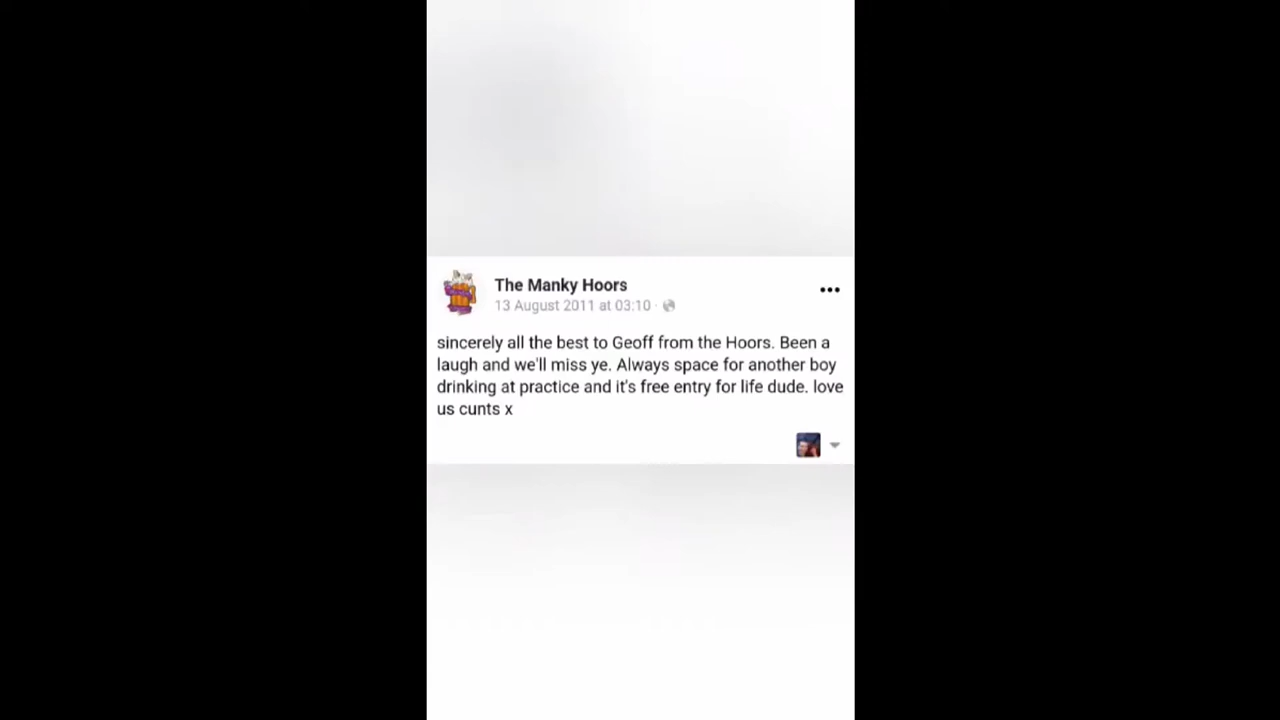 The Manky Hoors
13 August 2011 at 03:10 ·
sincerely all the best to Geoff from the Hoors. Been a
laugh and we'll miss ye. Always space for another boy
drinking at practice and it's free entry for life dude. love
us cunts x